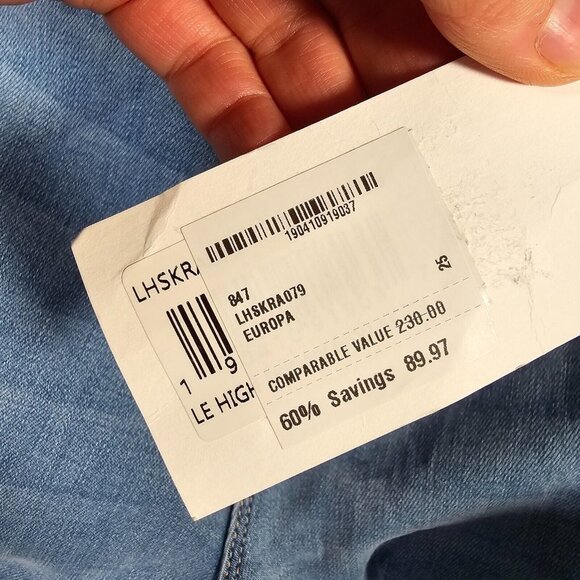 190410919037
847
LHSKRA079
EUROPA
25
COMPARABLE VALUE 230.00
60% Savings 89.97
LHSKRA
1 9
LE HIGH